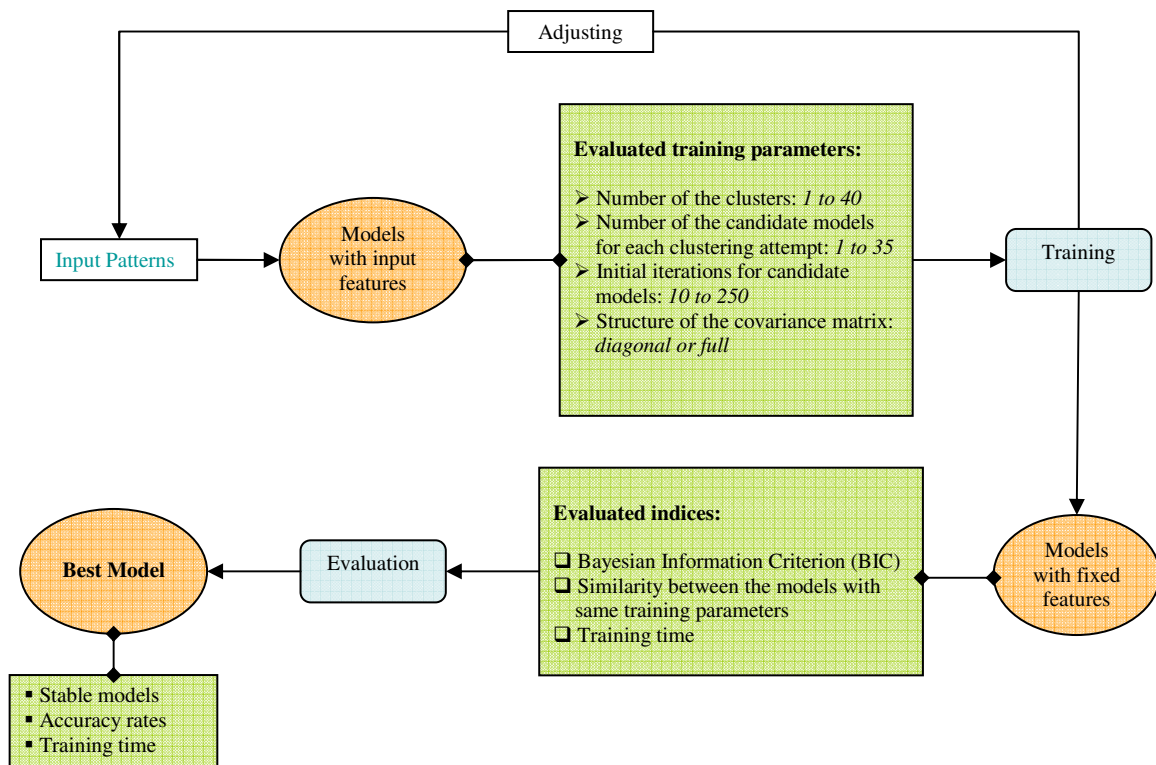 Adjusting
Input Patterns
Models
with input
features
Evaluated training parameters:
➢ Number of the clusters: 1 to 40
➢ Number of the candidate models
for each clustering attempt: 1 to 35
➢ Initial iterations for candidate
models: 10 to 250
➢ Structure of the covariance matrix:
diagonal or full
Training
Models
with fixed
features
Evaluated indices:
❑ Bayesian Information Criterion (BIC)
❑ Similarity between the models with
same training parameters
❑ Training time
Evaluation
Best Model
▪ Stable models
▪ Accuracy rates
▪ Training time